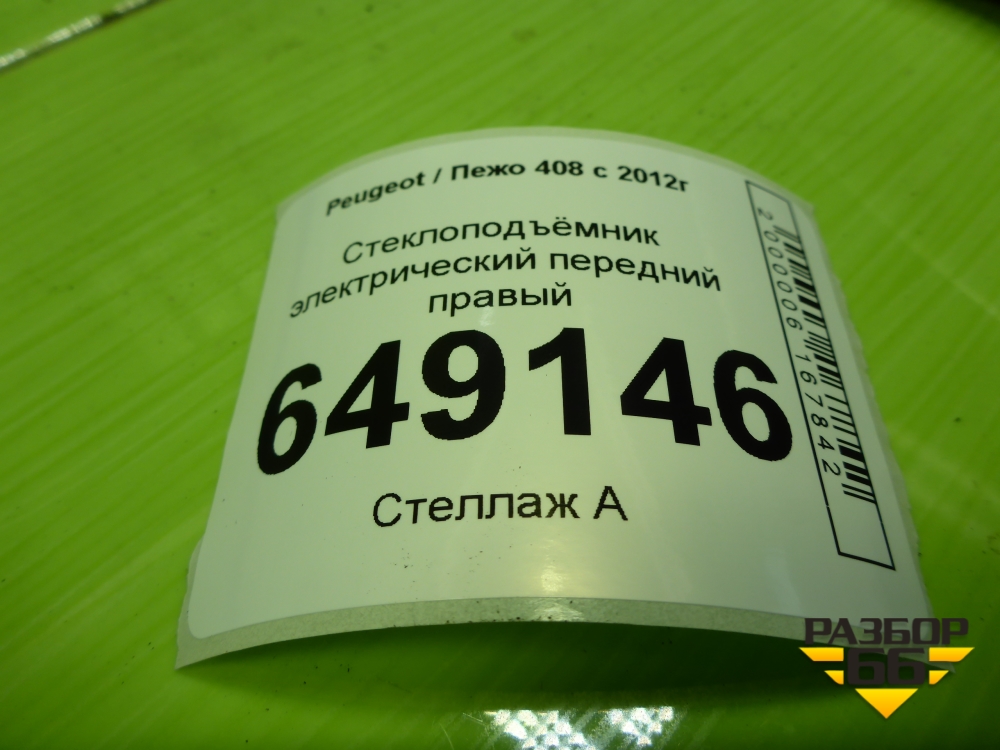 Peugeot / Пежо 408 с 2012г
Стеклоподъёмник
электрический передний
правый
649146
Стеллаж А
2000006167842
РАЗБОР
66